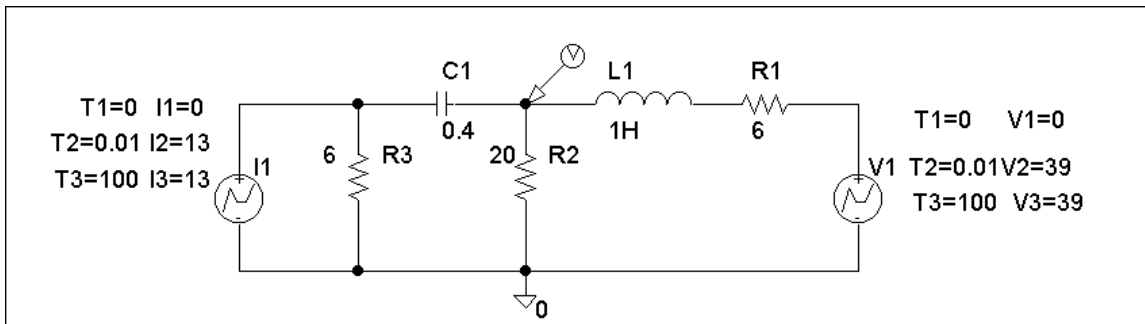 V
C1
L1
R1
T1=0 I1=0
T1=0 V1=0
0.4
1H
6
T2=0.01 I2=13
6 R3
20 R2
T3=100 I3=13
I1
V1 T2=0.01 V2=39
T3=100 V3=39
+
-
+
-
0